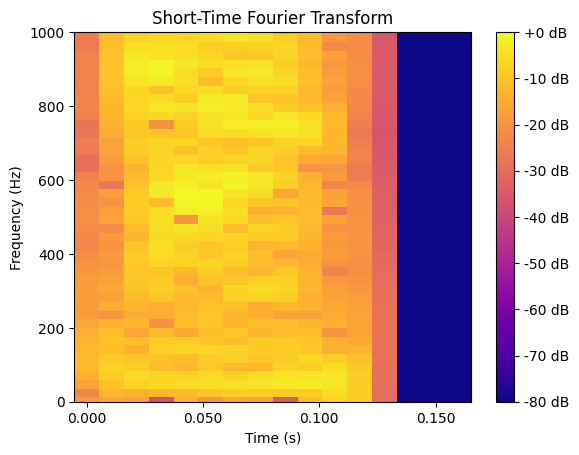 Short-Time Fourier Transform
1000
800
600
400
200
0
Frequency (Hz)
0.000
0.050
0.100
0.150
Time (s)
+0 dB
-10 dB
-20 dB
-30 dB
-40 dB
-50 dB
-60 dB
-70 dB
-80 dB